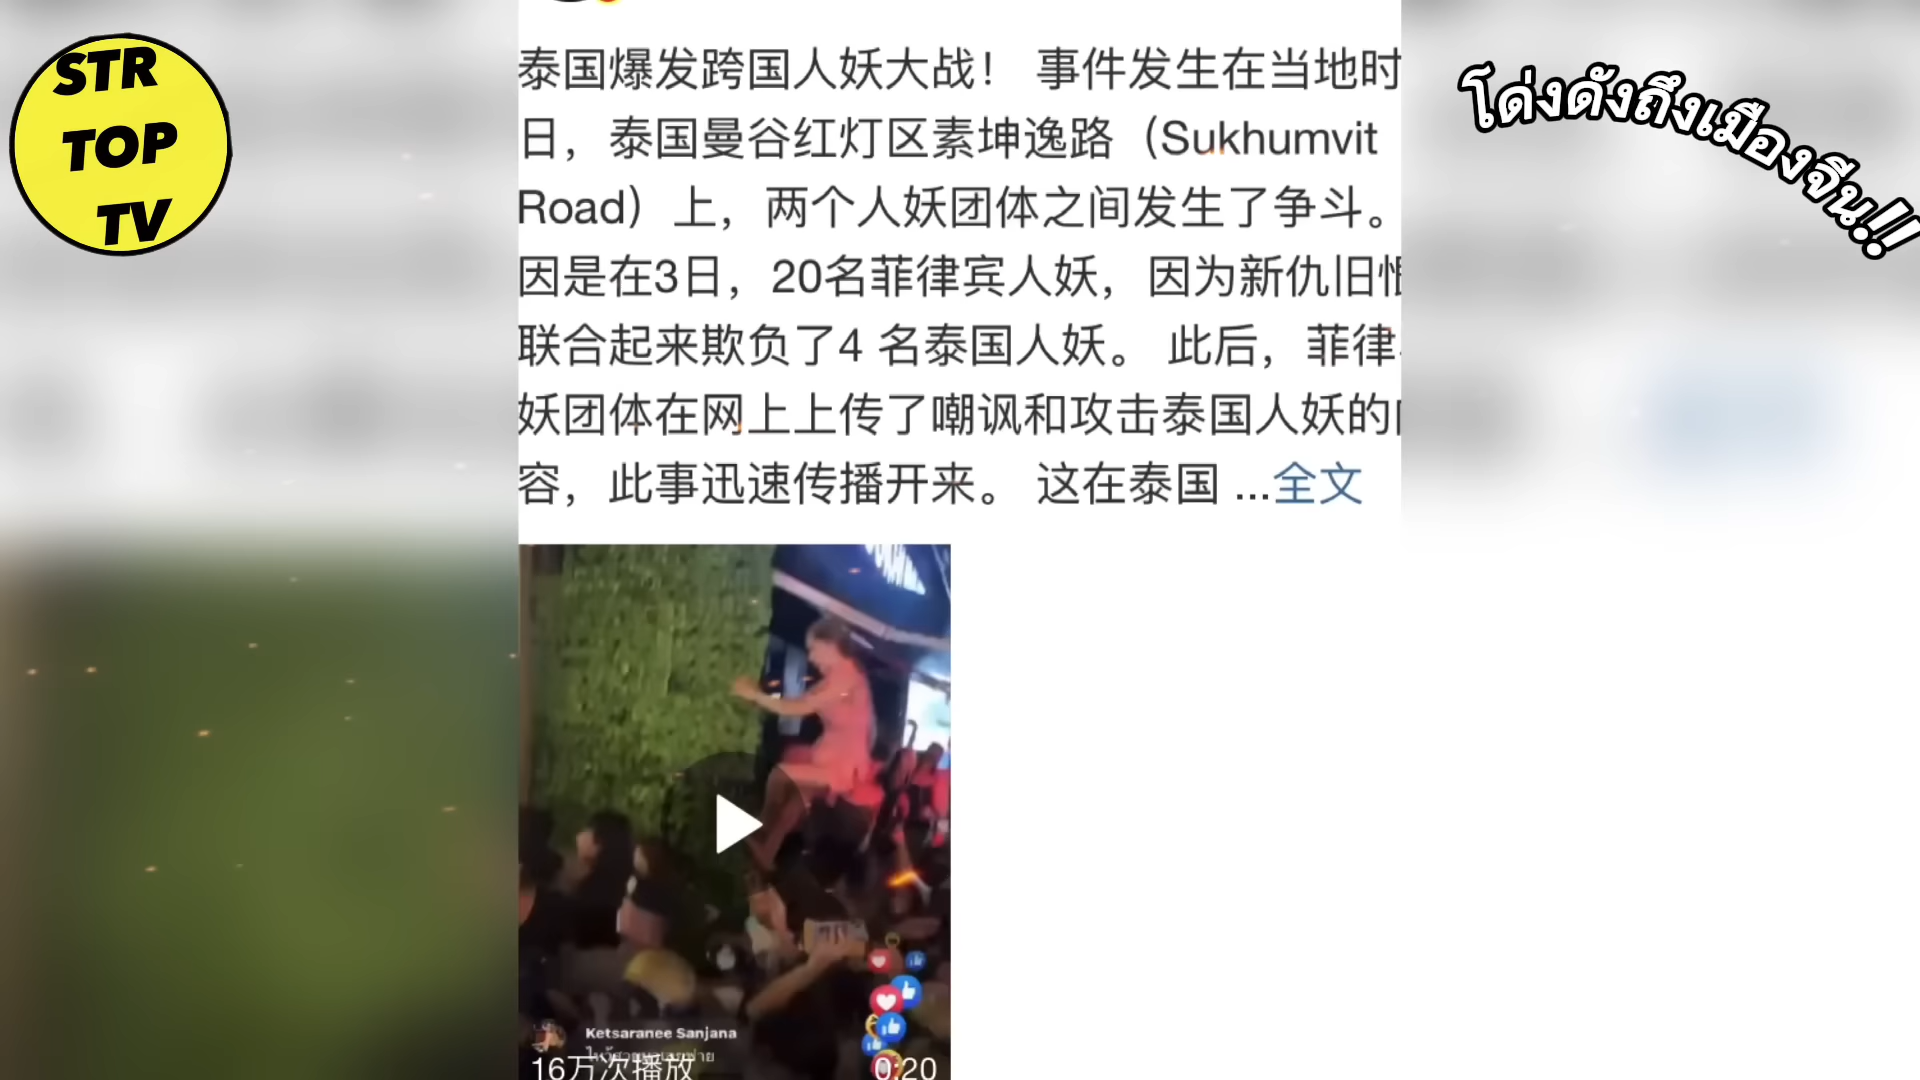 STR
TOP
TV
โด่งดังถึงเมืองจีน!!
泰国爆发跨国人妖大战！ 事件发生在当地时
日，泰国曼谷红灯区素坤逸路（Sukhumvit
Road）上，两个人妖团体之间发生了争斗。
因是在3日，20名菲律宾人妖，因为新仇旧恨
联合起来欺负了4 名泰国人妖。 此后，菲律
妖团体在网上上传了嘲讽和攻击泰国人妖的
容，此事迅速传播开来。 这在泰国 ...全文
Ketsaranee Sanjana
16万次播放
0:20